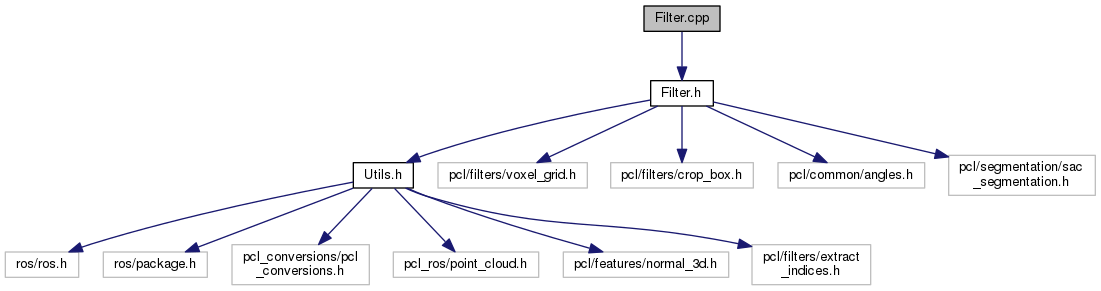 Filter.cpp
Filter.h
Utils.h
pcl/filters/voxel_grid.h
pcl/filters/crop_box.h
pcl/common/angles.h
pcl/segmentation/sac
_segmentation.h
ros/ros.h
ros/package.h
pcl_conversions/pcl
_conversions.h
pcl_ros/point_cloud.h
pcl/features/normal_3d.h
pcl/filters/extract
_indices.h